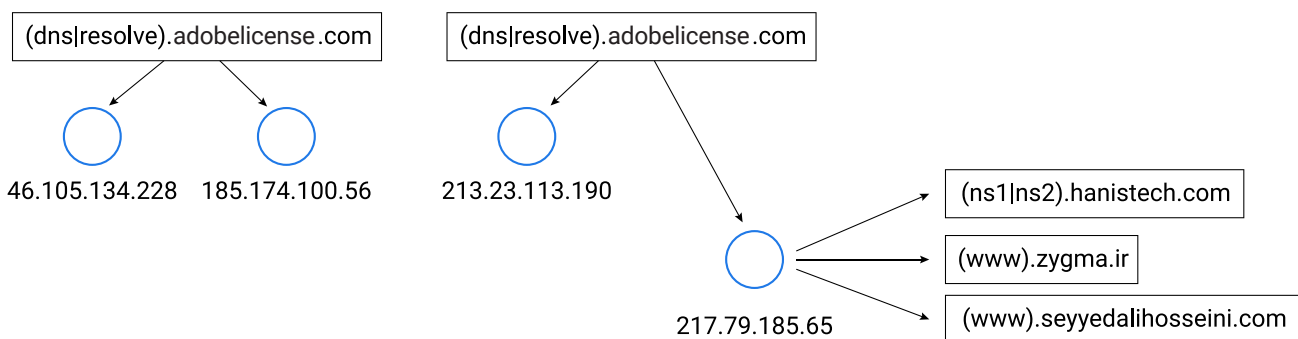 (dns|resolve).adobelicense.com
(dns|resolve).adobelicense.com
46.105.134.228
185.174.100.56
213.23.113.190
(ns1|ns2).hanistech.com
(www).zygma.ir
(www).seyyedalihosseini.com
217.79.185.65